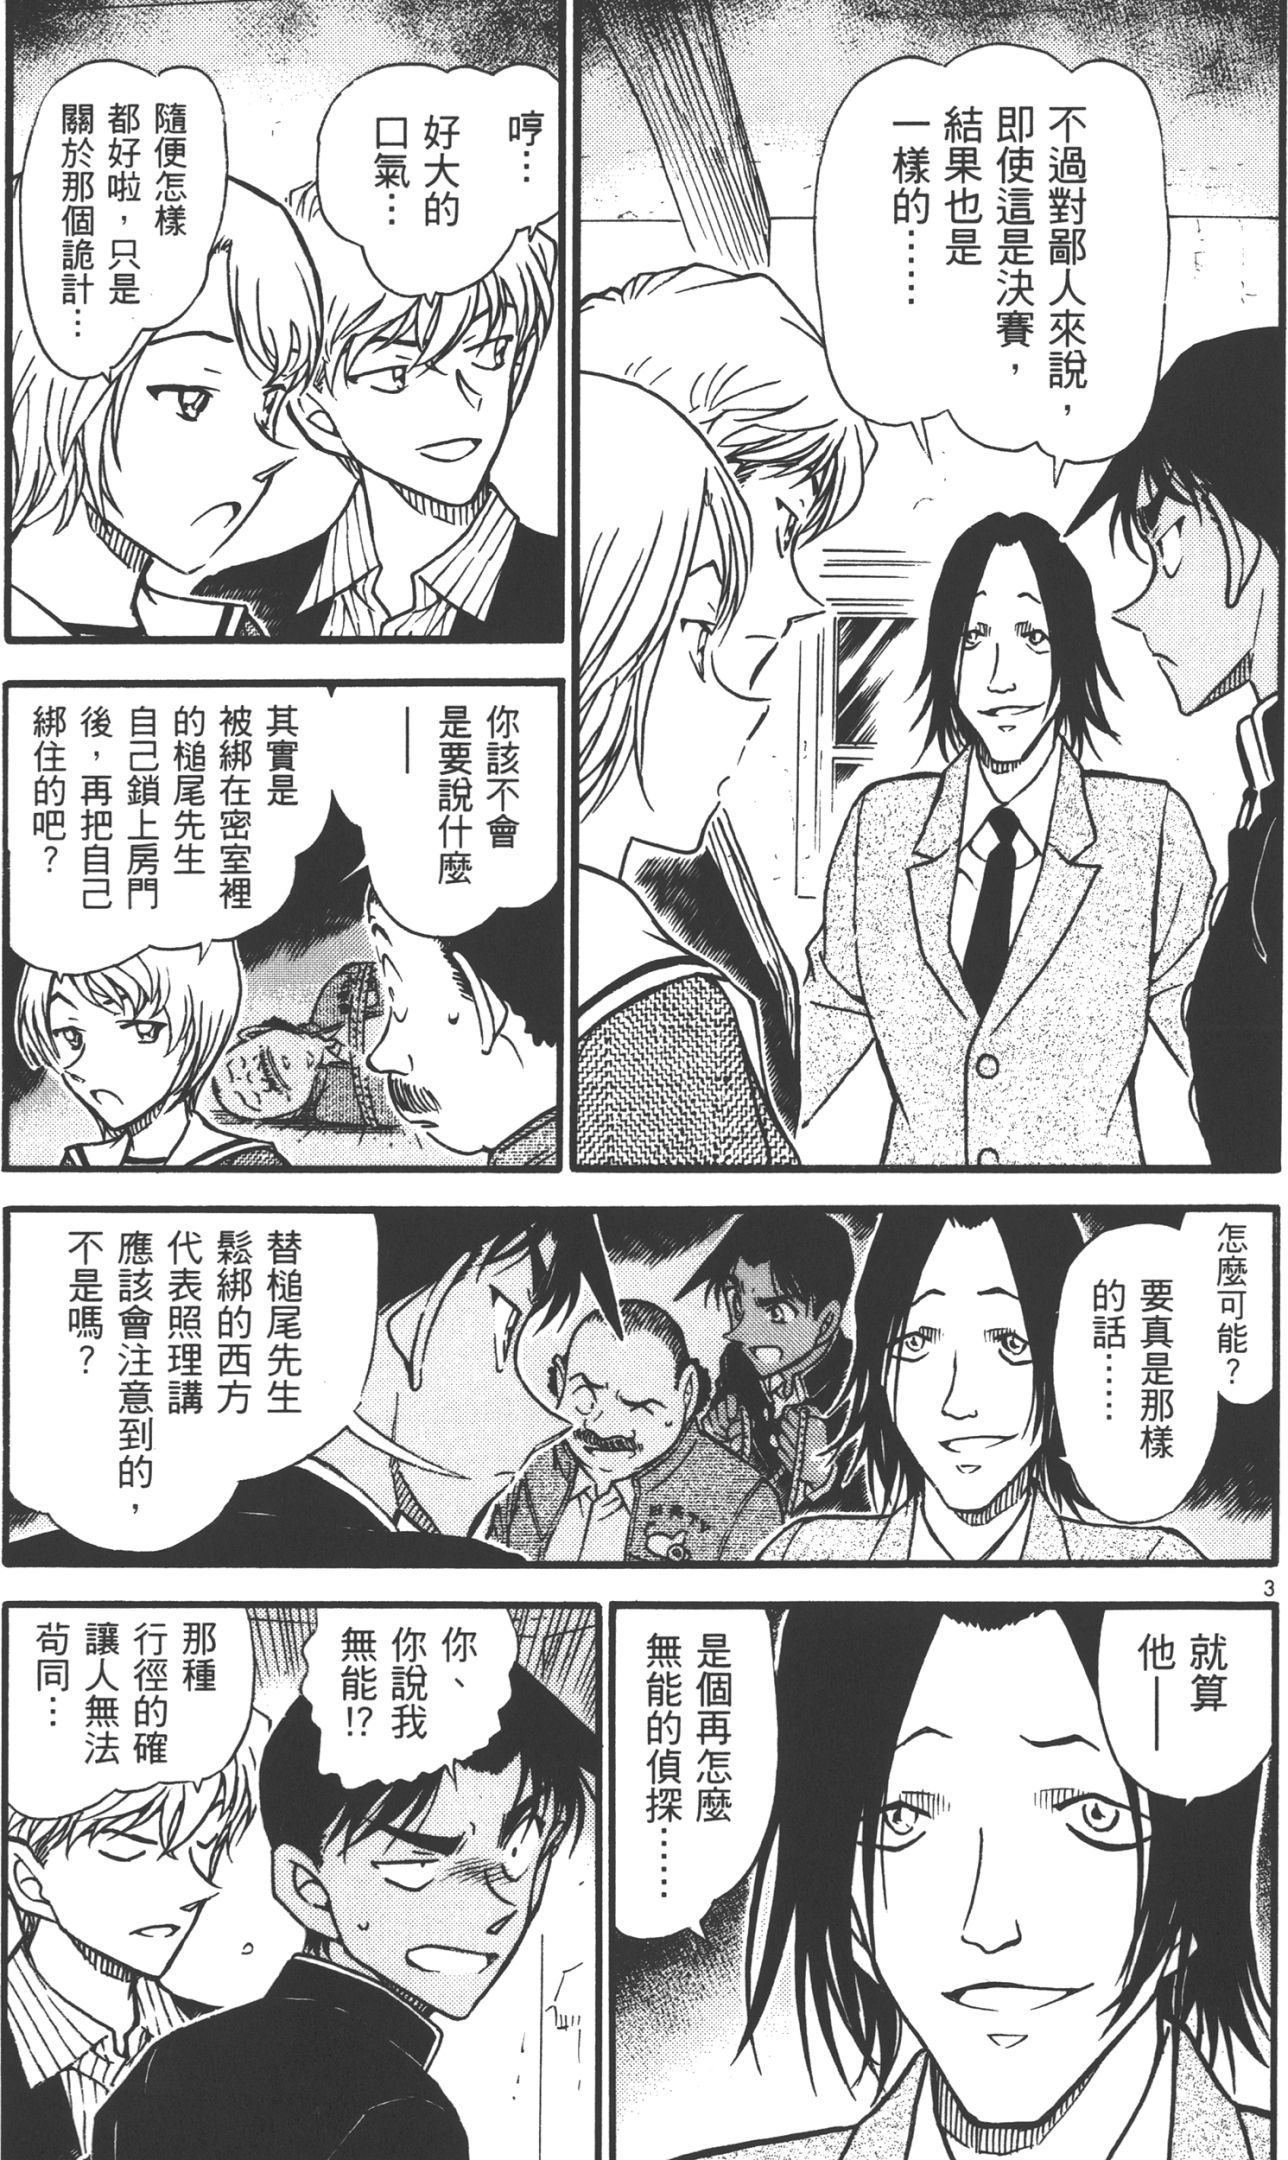 不過對鄙人來說，
即使這是決賽，
結果也是
一樣的……
哼…
好大的
口氣…
隨便怎樣
都好啦，只是
關於那個詭計…
你該不會
是要說什麼
——
其實是
被綁在密室裡
的槌尾先生
自己鎖上房門
後，再把自己
綁住的吧？
怎麼可能？
要真是那樣
的話……
替槌尾先生
鬆綁的西方
代表照理講
應該會注意到的，
不是嗎？
3
就算
他——
是個再怎麼
無能的偵探……
你、
你說我
無能!?
那種
行徑的確
讓人無法
苟同…